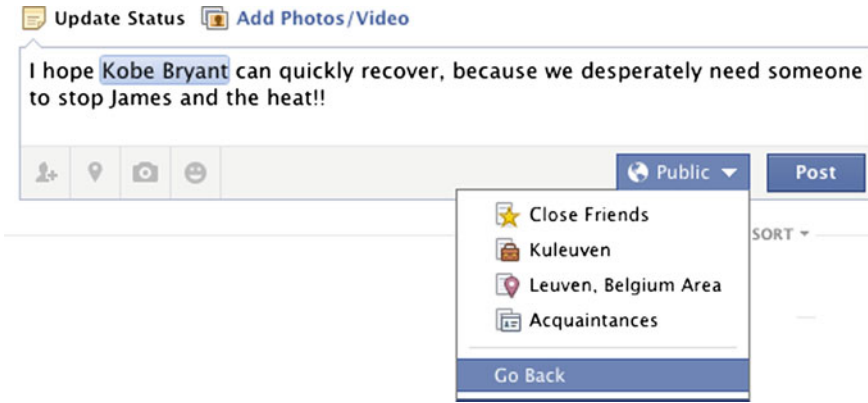 Update Status Add Photos/Video
I hope Kobe Bryant can quickly recover, because we desperately need someone
to stop James and the heat!!
Public Post
Close Friends
SORT
Kuleuven
Leuven, Belgium Area
Acquaintances
Go Back